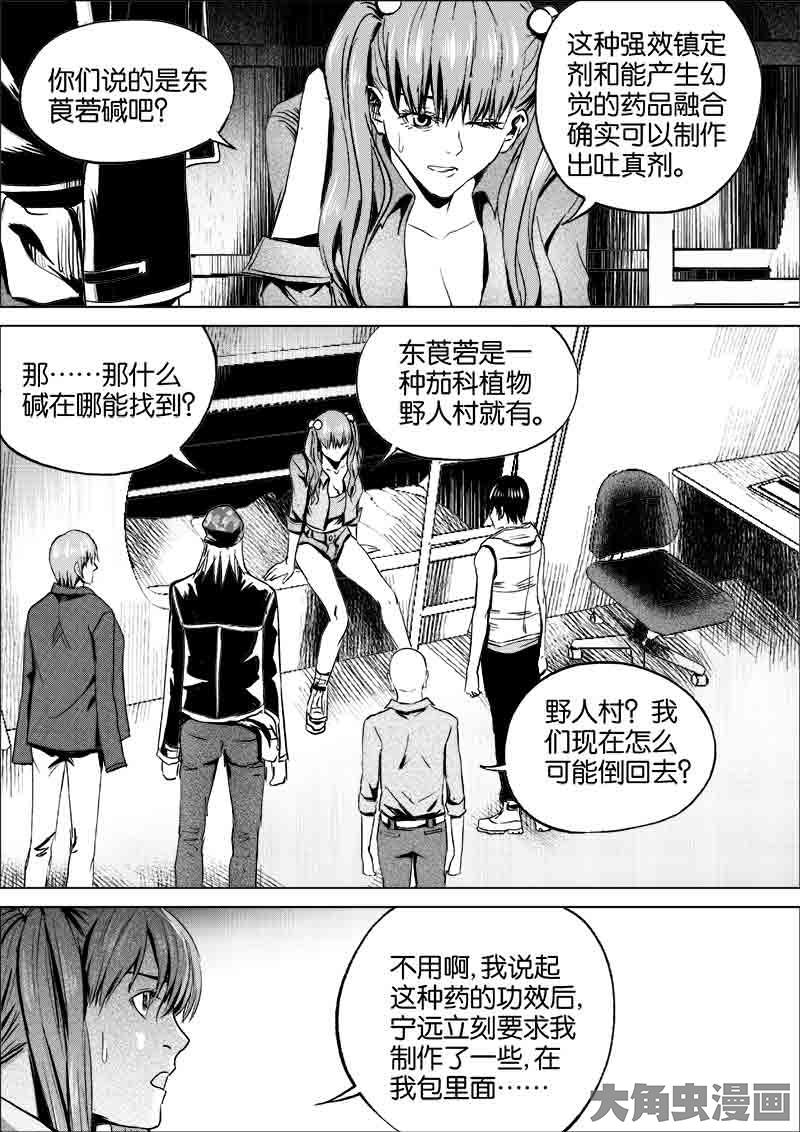 你们说的是东
莨若碱吧？
这种强效镇定
剂和能产生幻
觉的药品融合
确实可以制作
出吐真剂。
那……那什么
碱在哪能找到？
东莨若是一
种茄科植物
野人村就有。
野人村？我
们现在怎么
可能倒回去？
不用啊，我说起
这种药的功效后，
宁远立刻要求我
制作了一些，在
我包里面……
大角虫漫画